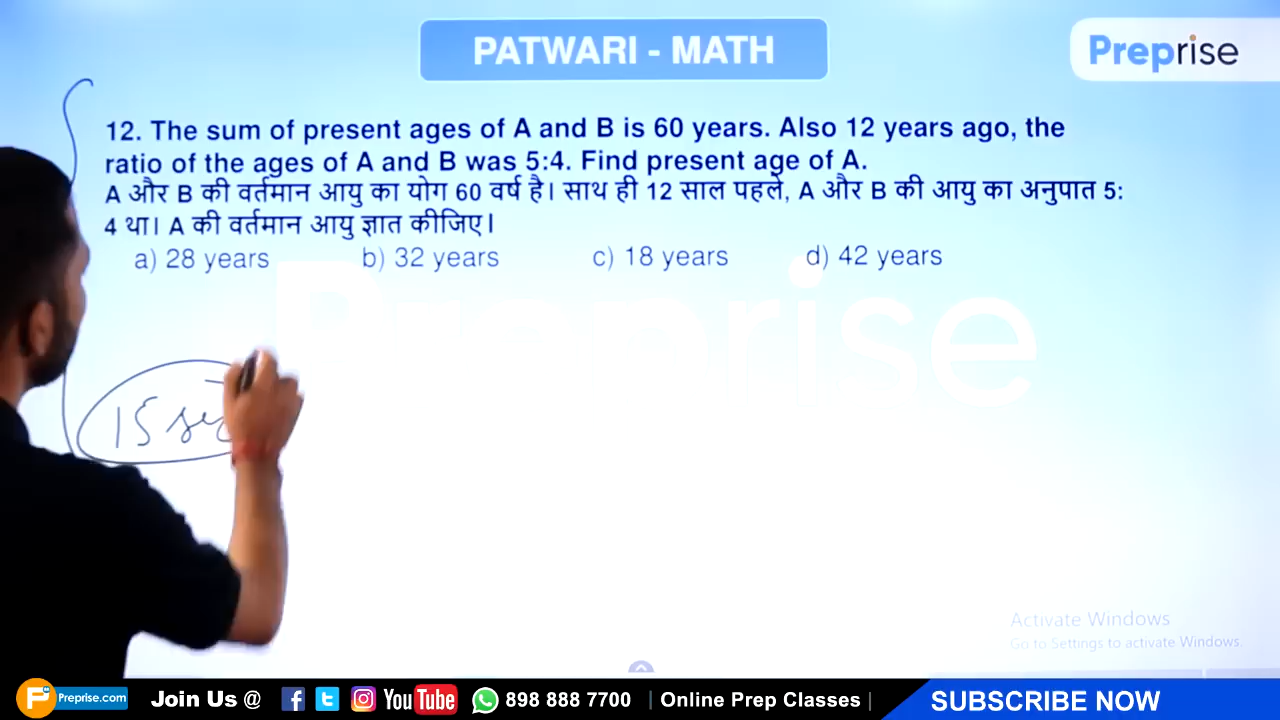 PATWARI - MATH
Preprise
12. The sum of present ages of A and B is 60 years. Also 12 years ago, the
ratio of the ages of A and B was 5:4. Find present age of A.
A और B की वर्तमान आयु का योग 60 वर्ष है। साथ ही 12 साल पहले, A और B की आयु का अनुपात 5:
4 था। A की वर्तमान आयु ज्ञात कीजिए।
a) 28 years b) 32 years c) 18 years d) 42 years
Preprise
15
Activate Windows
Go to Settings to activate Windows.
P Preprise.com Join Us @ f YouTube 898 888 7700 | Online Prep Classes | SUBSCRIBE NOW